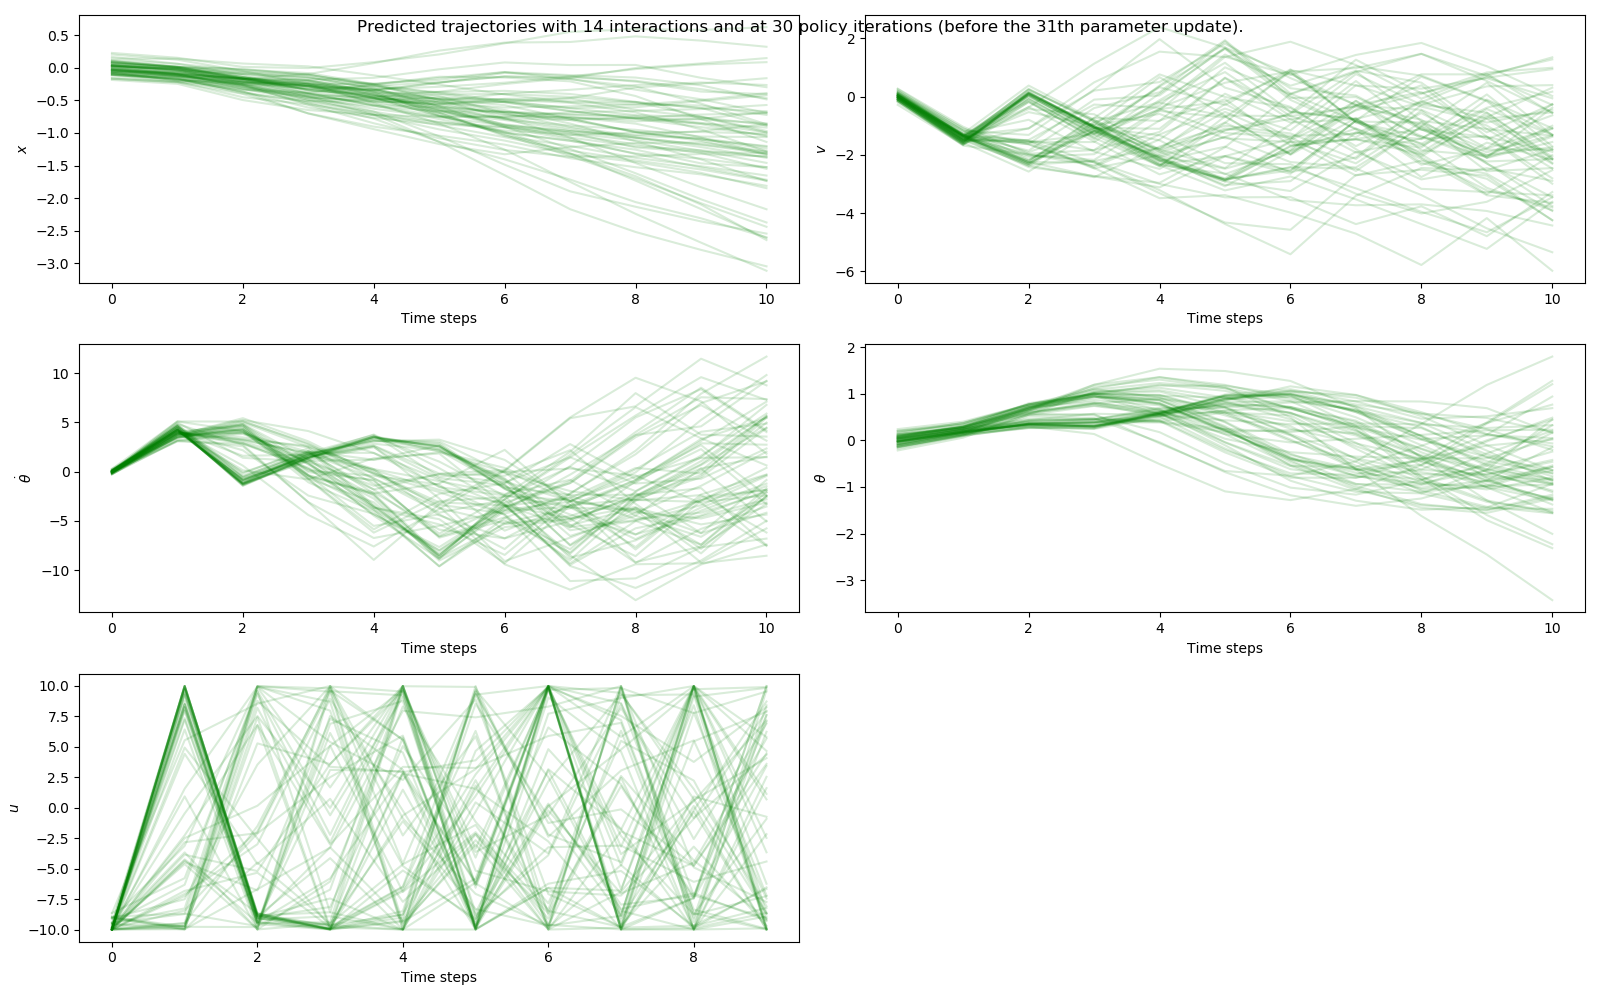 Predicted trajectories with 14 interactions and at 30 policy iterations (before the 31th parameter update).
0.5
0.0
−0.5
−1.0
−1.5
−2.0
−2.5
−3.0
x
0 2 4 6 8 10
Time steps
2
0
−2
−4
−6
v
0 2 4 6 8 10
Time steps
10
5
0
−5
−10
θ̇
0 2 4 6 8 10
Time steps
2
1
0
−1
−2
−3
θ
0 2 4 6 8 10
Time steps
10.0
7.5
5.0
2.5
0.0
−2.5
−5.0
−7.5
−10.0
u
0 2 4 6 8
Time steps